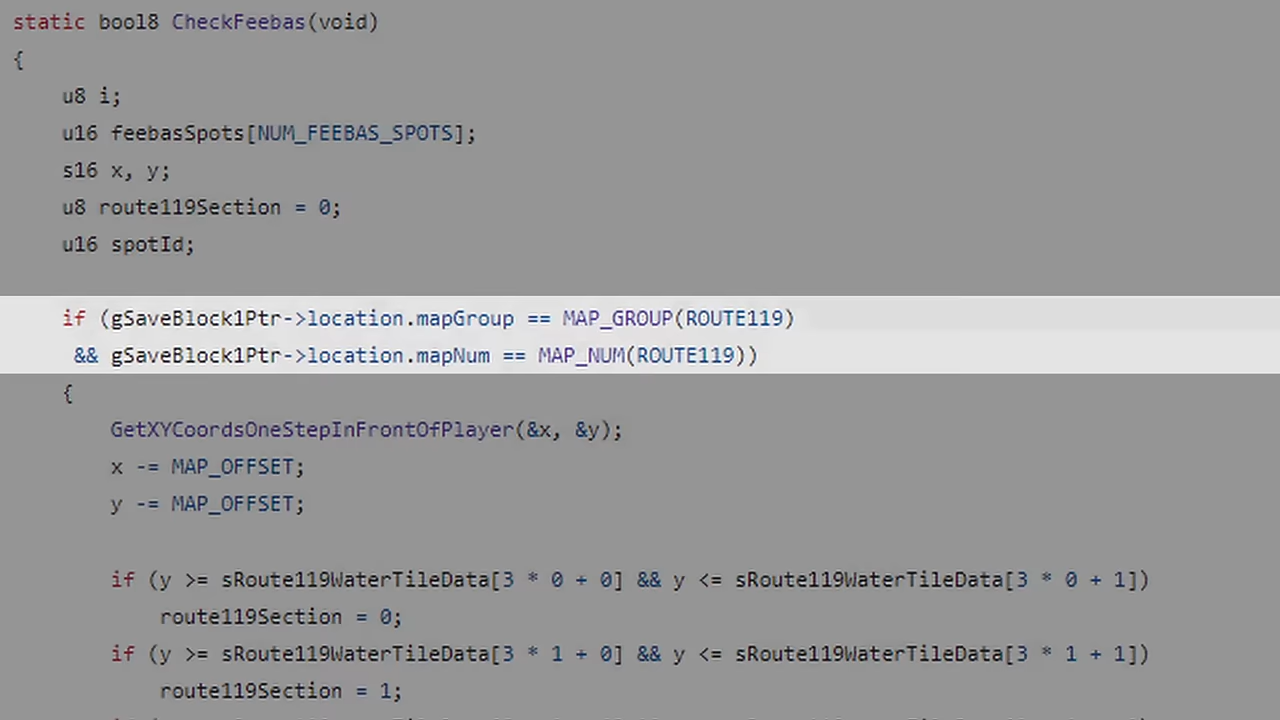 static bool8 CheckFeebas(void)
{
u8 i;
u16 feebasSpots[NUM_FEEBAS_SPOTS];
s16 x, y;
u8 route119Section = 0;
u16 spotId;
if (gSaveBlock1Ptr->location.mapGroup == MAP_GROUP(ROUTE119)
&& gSaveBlock1Ptr->location.mapNum == MAP_NUM(ROUTE119))
{
GetXYCoordsOneStepInFrontOfPlayer(&x, &y);
x -= MAP_OFFSET;
y -= MAP_OFFSET;
if (y >= sRoute119WaterTileData[3 * 0 + 0] && y <= sRoute119WaterTileData[3 * 0 + 1])
route119Section = 0;
if (y >= sRoute119WaterTileData[3 * 1 + 0] && y <= sRoute119WaterTileData[3 * 1 + 1])
route119Section = 1;